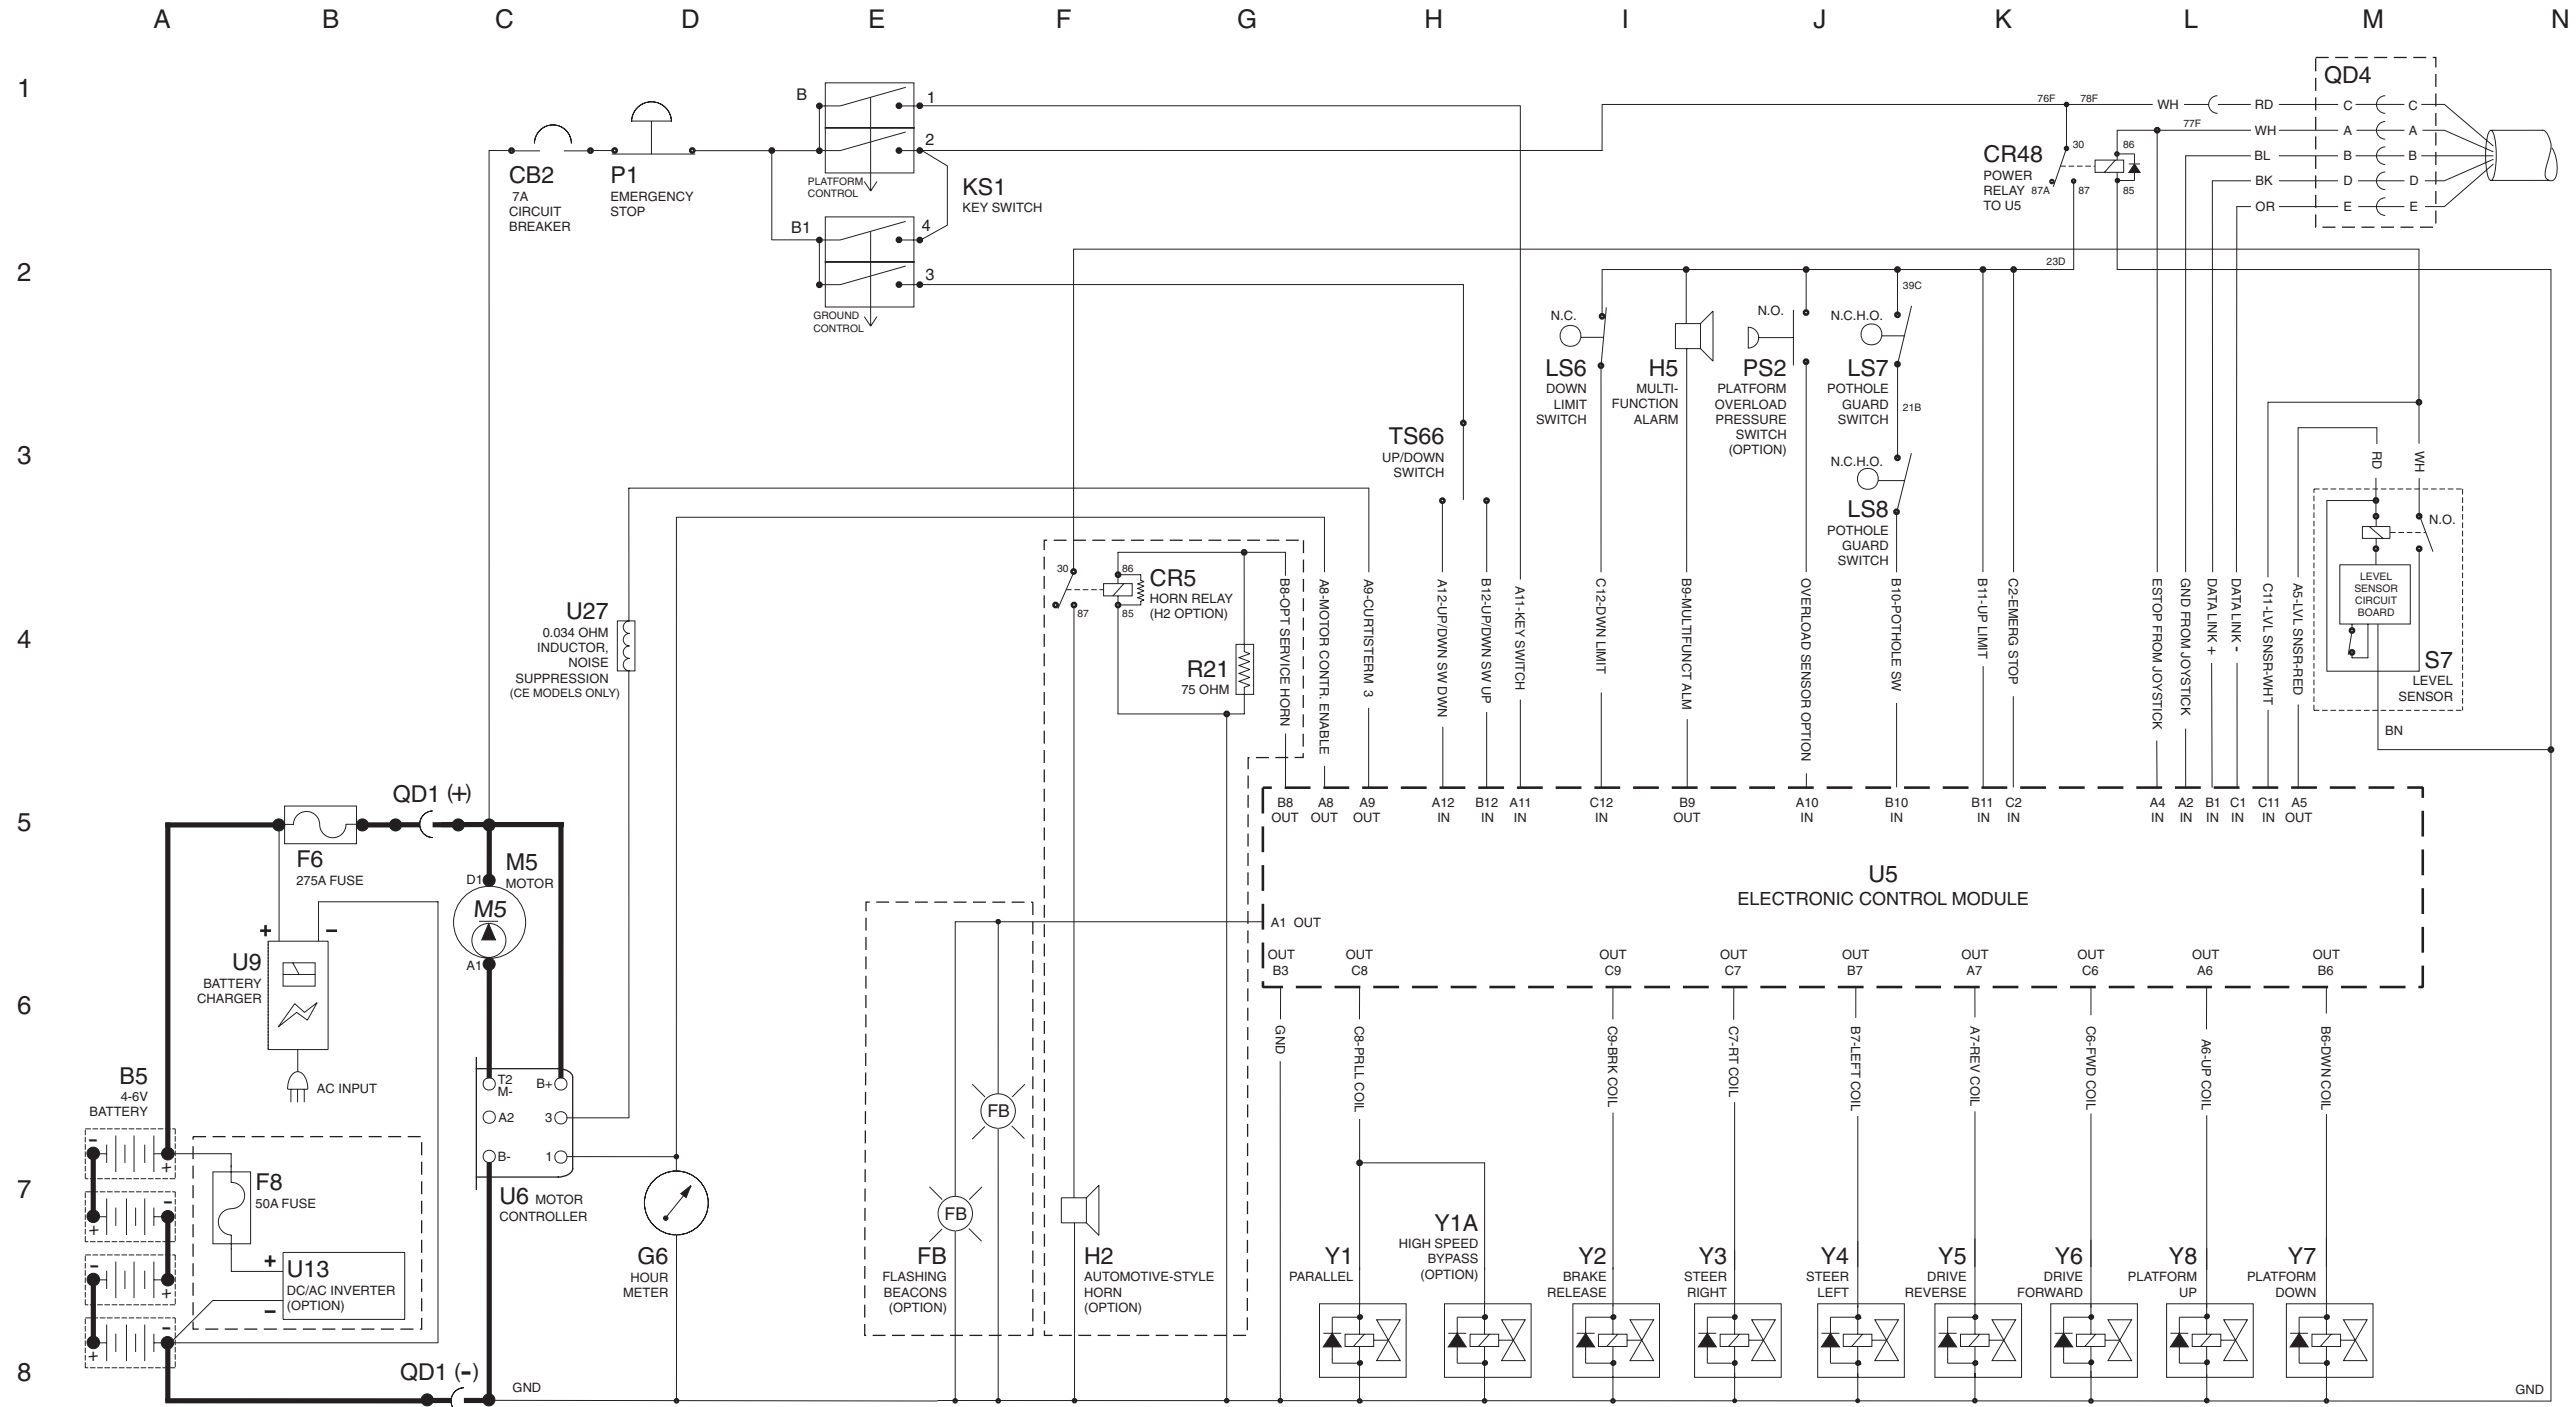 A B C D E F G H I J K L M N
1
2
3
4
5
6
7
8
CB2
7A
CIRCUIT
BREAKER
P1
EMERGENCY
STOP
B
1
2
PLATFORM
CONTROL
B1
4
3
GROUND
CONTROL
KS1
KEY SWITCH
76F
78F
30
86
CR48
POWER
RELAY
TO U5
87A
87
85
77F
WH
RD
WH
BL
BK
OR
QD4
C C
A A
B B
D D
E E
23D
39C
N.C.
LS6
DOWN
LIMIT
SWITCH
H5
MULTI-
FUNCTION
ALARM
N.O.
PS2
PLATFORM
OVERLOAD
PRESSURE
SWITCH
(OPTION)
N.C.H.O.
LS7
POTHOLE
GUARD
SWITCH
21B
N.C.H.O.
LS8
POTHOLE
GUARD
SWITCH
TS66
UP/DOWN
SWITCH
RD
WH
N.O.
LEVEL
SENSOR
CIRCUIT
BOARD
S7
LEVEL
SENSOR
BN
U27
0.034 OHM
INDUCTOR,
NOISE
SUPPRESSION
(CE MODELS ONLY)
30
87
86
85
CR5
HORN RELAY
(H2 OPTION)
R21
75 OHM
B8-OPT SERVICE HORN
A8-MOTOR CONTR. ENABLE
A9-CURTISTERM 3
A12-UP/DWN SW DWN
B12-UP/DWN SW UP
A11-KEY SWITCH
C12-DWN LIMIT
B9-MULTIFUNCT ALM
OVERLOAD SENSOR OPTION
B10-POTHOLE SW
B11-UP LIMIT
C2-EMERG STOP
ESTOP FROM JOYSTICK
GND FROM JOYSTICK
DATA LINK +
DATA LINK -
C11-LVL SNSR-WHT
A5-LVL SNSR-RED
B8
OUT
A8
OUT
A9
OUT
A12
IN
B12
IN
A11
IN
C12
IN
B9
OUT
A10
IN
B10
IN
B11
IN
C2
IN
A4
IN
A2
IN
B1
IN
C1
IN
C11
IN
A5
OUT
U5
ELECTRONIC CONTROL MODULE
A1 OUT
OUT
B3
OUT
C8
OUT
C9
OUT
C7
OUT
B7
OUT
A7
OUT
C6
OUT
A6
OUT
B6
QD1 (+)
F6
275A FUSE
M5
MOTOR
D1
M5
A1
+
-
U9
BATTERY
CHARGER
AC INPUT
B5
4-6V
BATTERY
-
+
-
+
-
+
-
+
F8
50A FUSE
+
U13
DC/AC INVERTER
(OPTION)
-
T2
M-
B+
A2
3
B-
1
U6 MOTOR
CONTROLLER
G6
HOUR
METER
FB
FB
FB
FLASHING
BEACONS
(OPTION)
H2
AUTOMOTIVE-STYLE
HORN
(OPTION)
GND
C8-PRLL COIL
C9-BRK COIL
C7-RT COIL
B7-LEFT COIL
A7-REV COIL
C6-FWD COIL
A6-UP COIL
B6-DWN COIL
Y1
PARALLEL
Y1A
HIGH SPEED
BYPASS
(OPTION)
Y2
BRAKE
RELEASE
Y3
STEER
RIGHT
Y4
STEER
LEFT
Y5
DRIVE
REVERSE
Y6
DRIVE
FORWARD
Y8
PLATFORM
UP
Y7
PLATFORM
DOWN
QD1 (-)
GND
GND